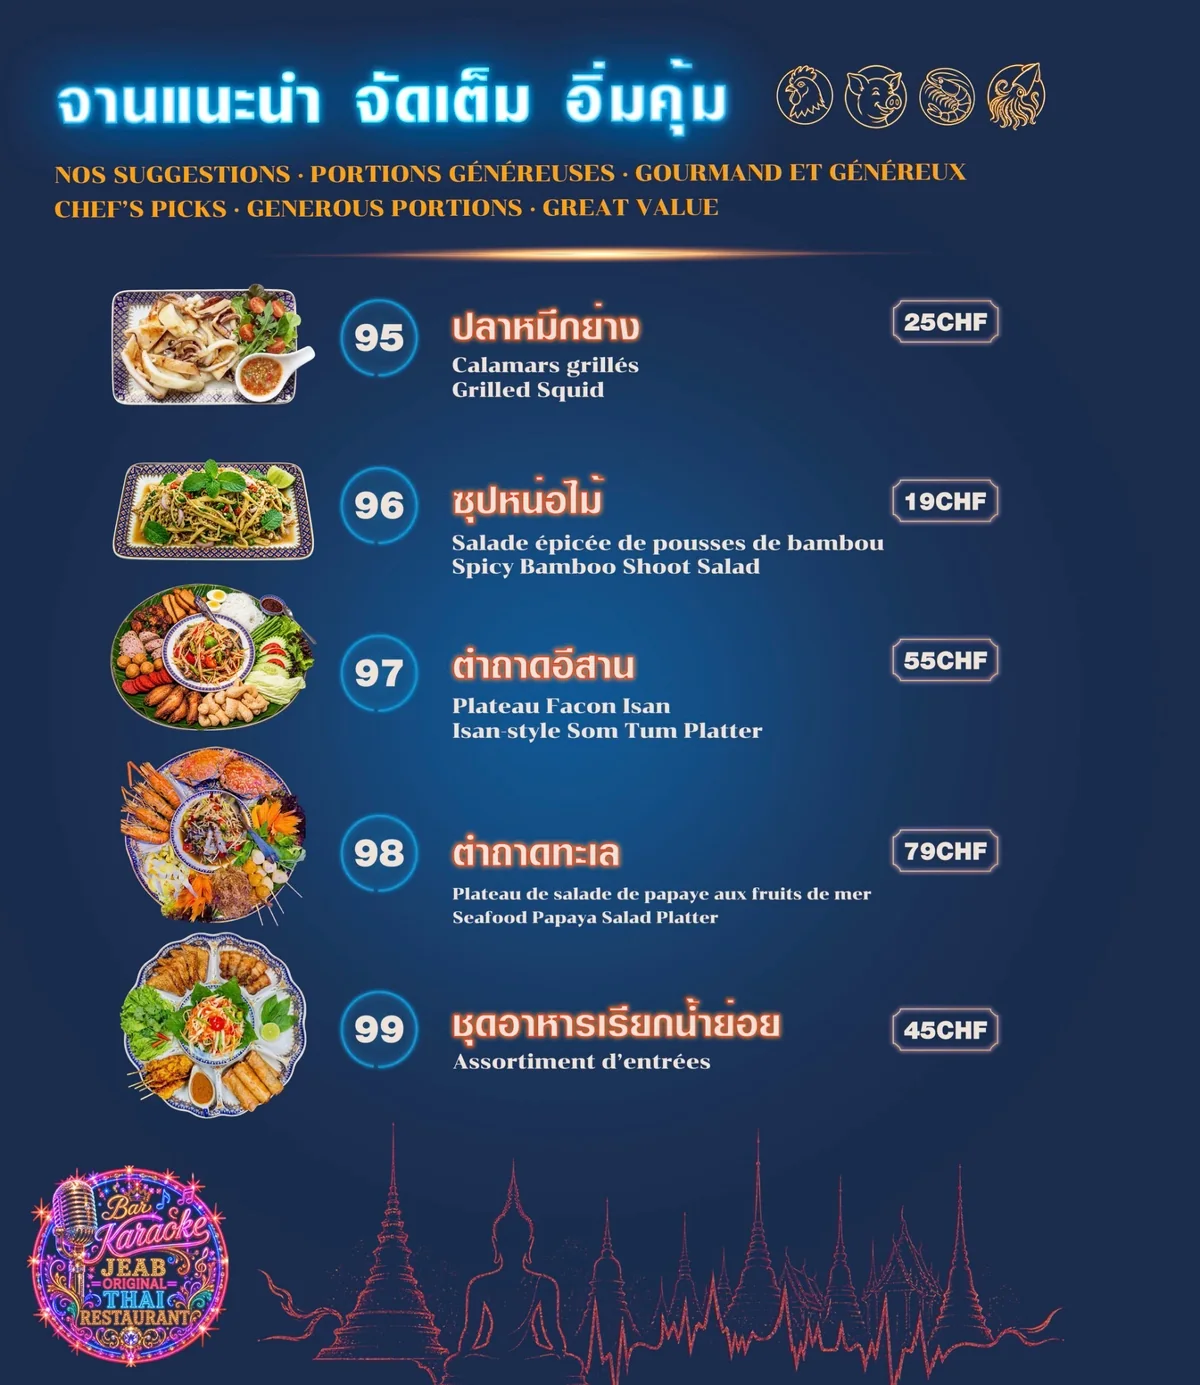 จานแนะนำ จัดเต็ม อิ่มคุ้ม
NOS SUGGESTIONS · PORTIONS GÉNÉREUSES · GOURMAND ET GÉNÉREUX
CHEF'S PICKS · GENEROUS PORTIONS · GREAT VALUE
95
ปลาหมึกย่าง
25CHF
Calamars grillés
Grilled Squid
96
ซุปหน่อไม้
19CHF
Salade épicée de pousses de bambou
Spicy Bamboo Shoot Salad
97
ตำถาดอีสาน
55CHF
Plateau Facon Isan
Isan-style Som Tum Platter
98
ตำถาดทะเล
79CHF
Plateau de salade de papaye aux fruits de mer
Seafood Papaya Salad Platter
99
ชุดอาหารเรียกน้ำย่อย
45CHF
Assortiment d'entrées
Bar
Karaoke
JEAB
ORIGINAL
THAI
RESTAURANT